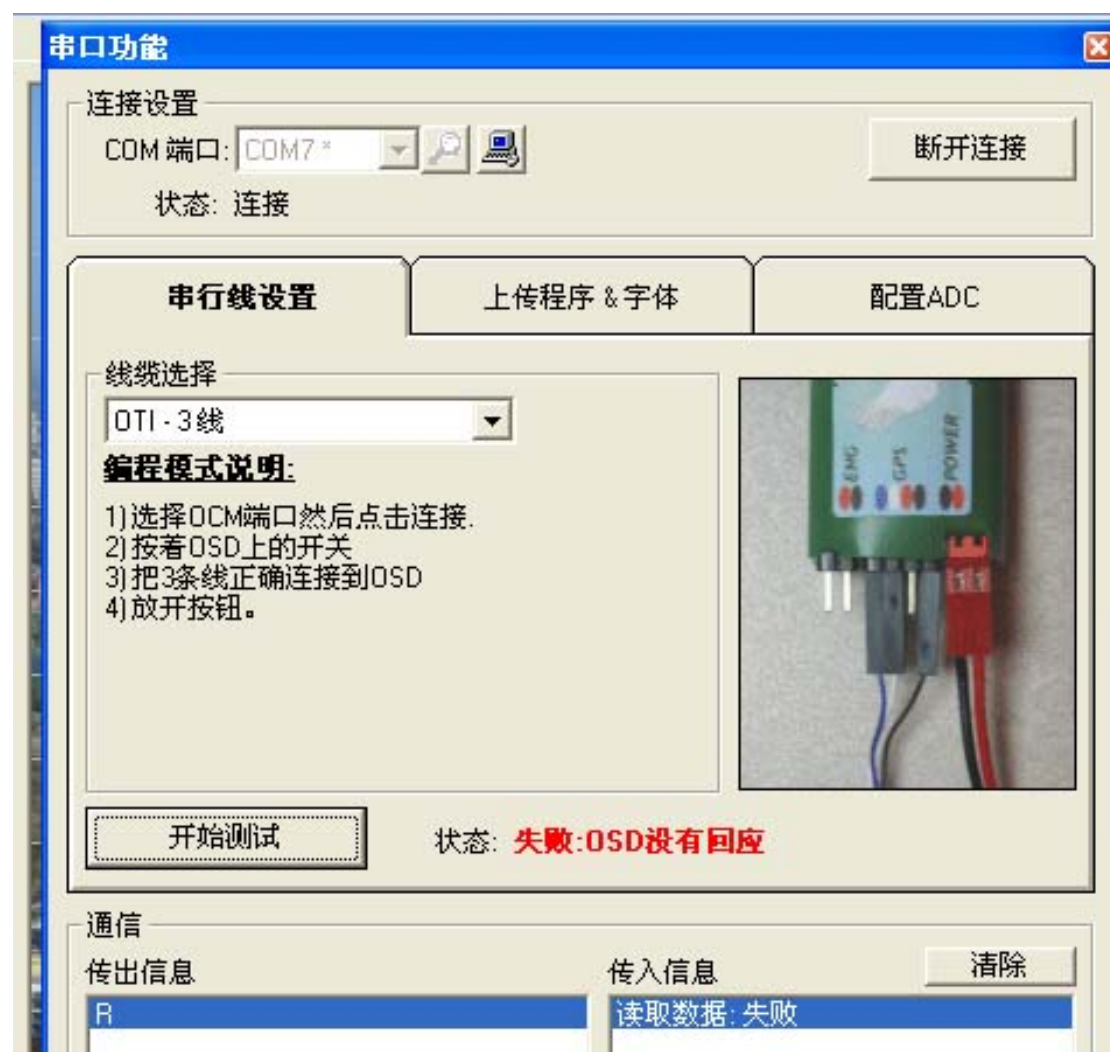 串口功能
连接设置
COM 端口: COM7 *
断开连接
状态: 连接
串行线设置
上传程序 & 字体
配置ADC
线缆选择
OTI - 3线
编程模式说明:
1)选择OCM端口然后点击连接.
2)按着OSD上的开关
3)把3条线正确连接到OSD
4)放开按钮。
EMG
GPS
POWER
开始测试
状态: 失败:OSD没有回应
通信
传出信息
传入信息
清除
R
读取数据: 失败